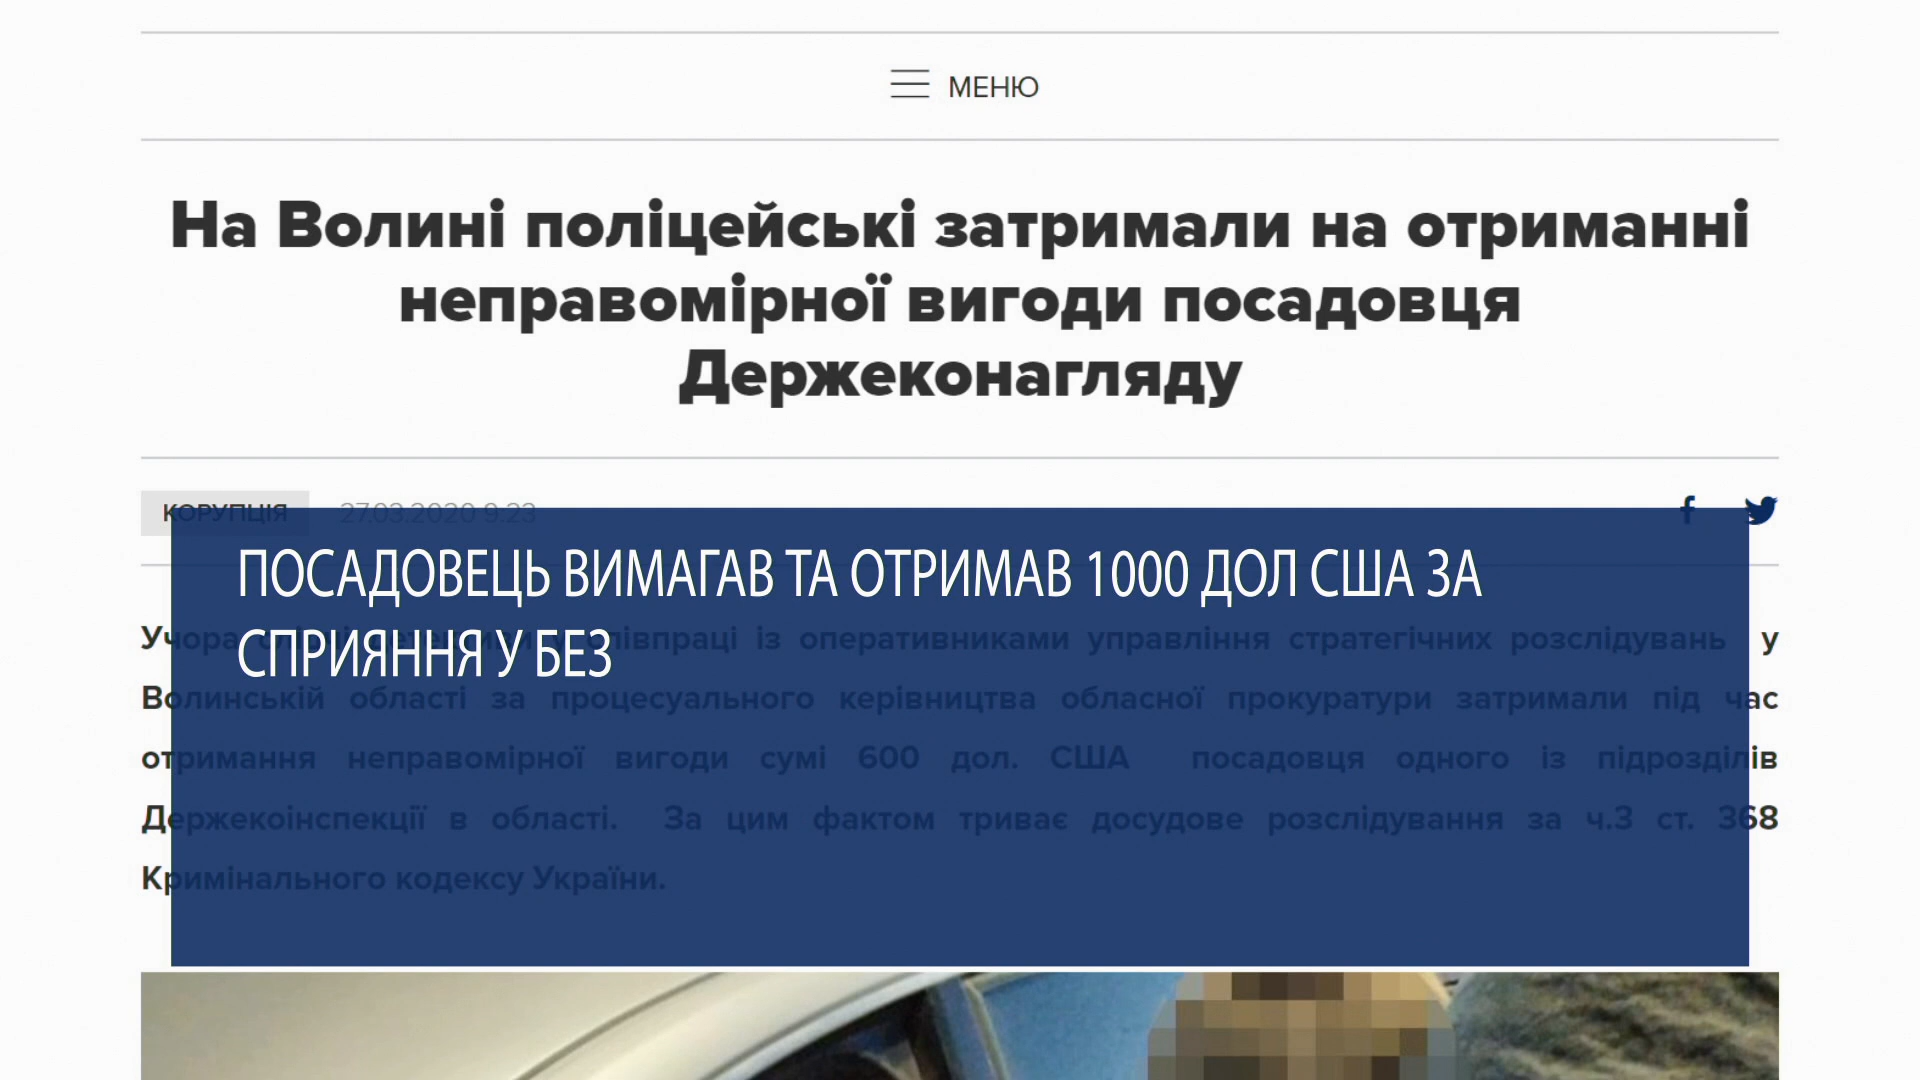 МЕНЮ
На Волині поліцейські затримали на отриманні
неправомірної вигоди посадовця
Держеконагляду
КОРУПЦІЯ 27.03.2020 9:23
ПОСАДОВЕЦЬ ВИМАГАВ ТА ОТРИМАВ 1000 ДОЛ США ЗА
СПРИЯННЯ У БЕЗ
Учора із оперативниками управління стратегічних розслідувань у
Волинській області за процесуального керівництва обласної прокуратури затримали під час
отримання неправомірної вигоди сумі 600 дол. США посадовця одного із підрозділів
Держекоінспекції в області. За цим фактом триває досудове розслідування за ч.3 ст. 368
Кримінального кодексу України.